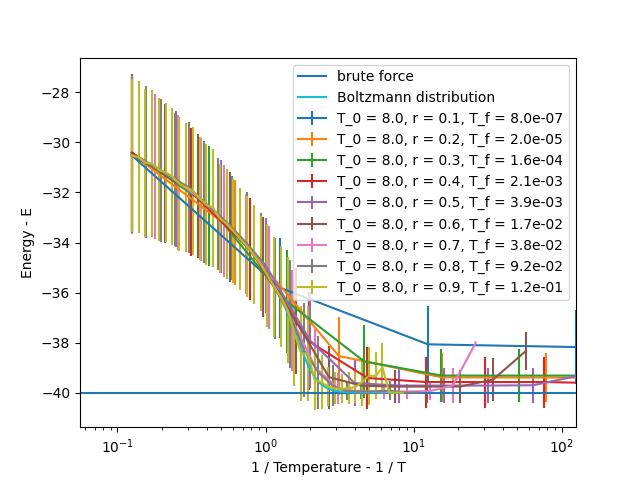 brute force
Boltzmann distribution
T_0 = 8.0, r = 0.1, T_f = 8.0e-07
T_0 = 8.0, r = 0.2, T_f = 2.0e-05
T_0 = 8.0, r = 0.3, T_f = 1.6e-04
T_0 = 8.0, r = 0.4, T_f = 2.1e-03
T_0 = 8.0, r = 0.5, T_f = 3.9e-03
T_0 = 8.0, r = 0.6, T_f = 1.7e-02
T_0 = 8.0, r = 0.7, T_f = 3.8e-02
T_0 = 8.0, r = 0.8, T_f = 9.2e-02
T_0 = 8.0, r = 0.9, T_f = 1.2e-01
Energy - E
−28
−30
−32
−34
−36
−38
−40
10⁻¹ 10⁰ 10¹ 10²
1 / Temperature - 1 / T